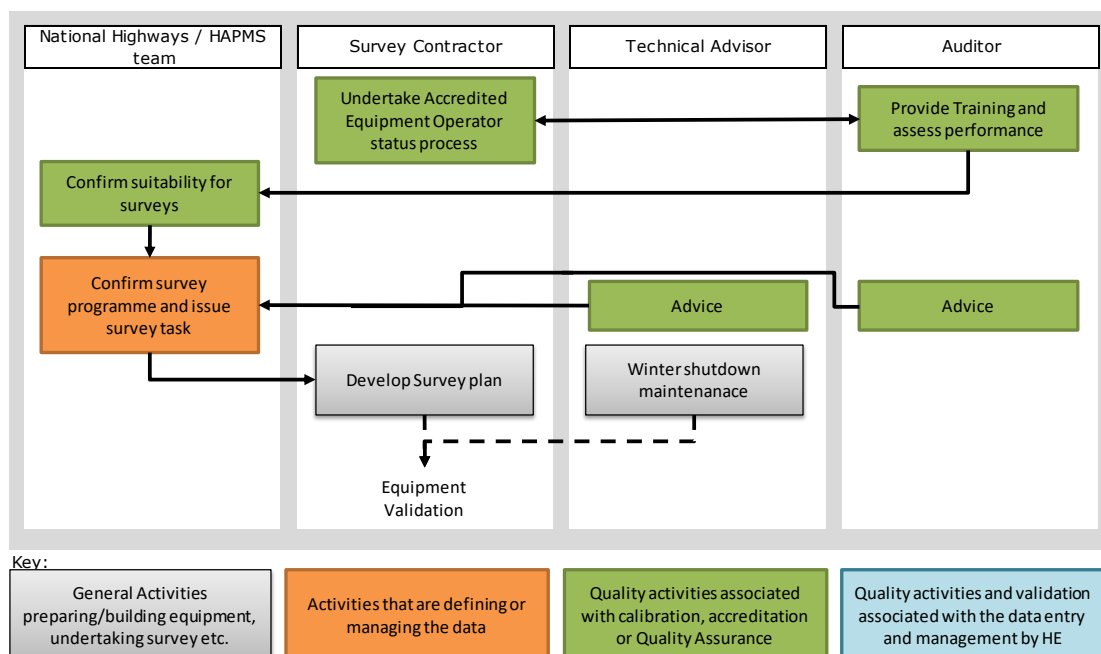 National Highways / HAPMS
team
Survey Contractor
Technical Advisor
Auditor
Undertake Accredited
Equipment Operator
status process
Provide Training and
assess performance
Confirm suitability for
surveys
Confirm survey
programme and issue
survey task
Advice
Advice
Develop Survey plan
Winter shutdown
maintenanace
Equipment
Validation
Key:
General Activities
preparing/building equipment,
undertaking survey etc.
Activities that are defining or
managing the data
Quality activities associated
with calibration, accreditation
or Quality Assurance
Quality activities and validation
associated with the data entry
and management by HE